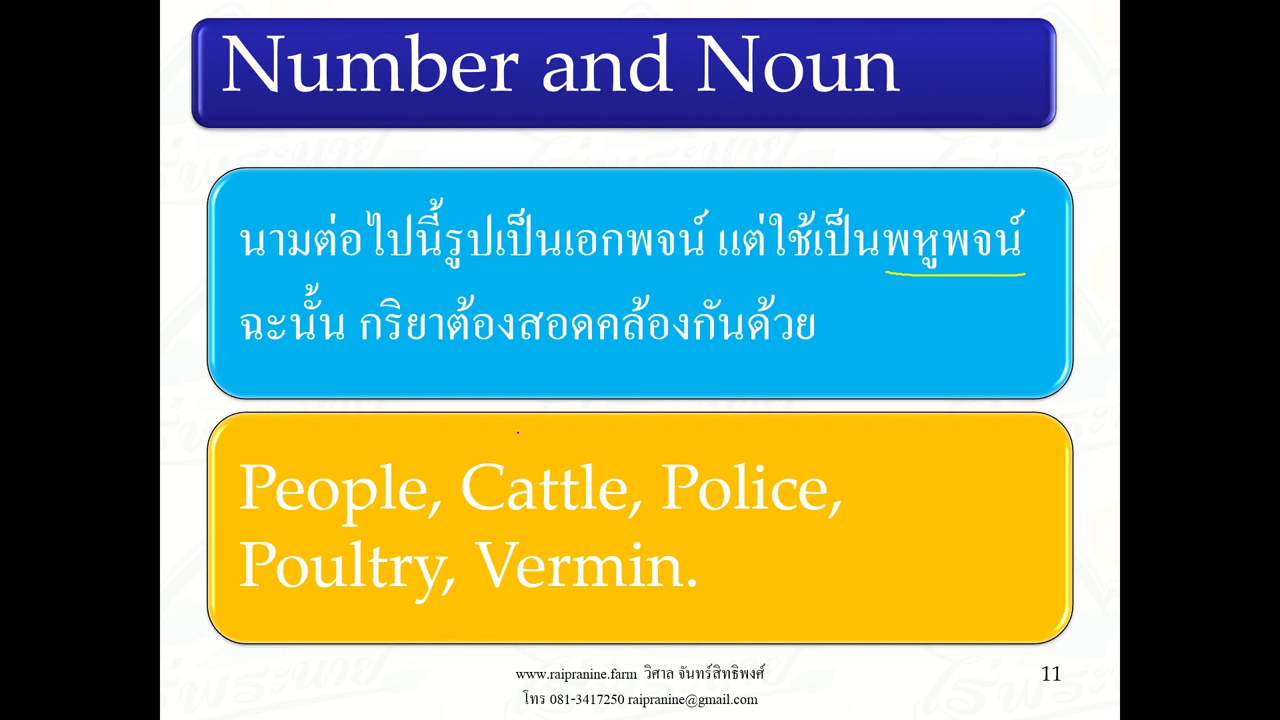 Number and Noun
นามต่อไปนี้รูปเป็นเอกพจน์ แต่ใช้เป็นพหูพจน์
ฉะนั้น กริยาต้องสอดคล้องกันด้วย
People, Cattle, Police,
Poultry, Vermin.
www.raipranine.farm วิศาล จันทร์สิทธิพงศ์
โทร 081-3417250 raipranine@gmail.com
11